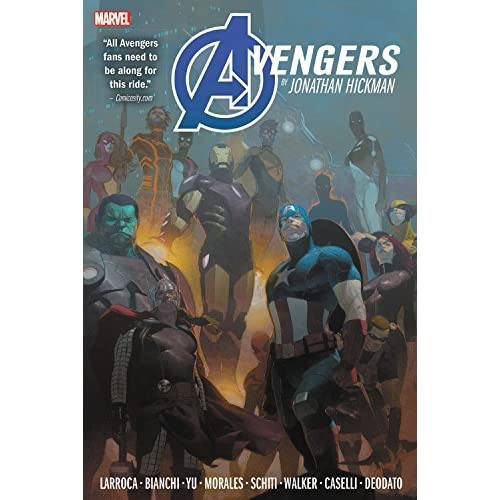 MARVEL
“All Avengers
fans need to
be along for
this ride.”
— Comicosity.com
AVENGERS
BY JONATHAN HICKMAN
LARROCA · BIANCHI · YU · MORALES · SCHITI · WALKER · CASELLI · DEODATO